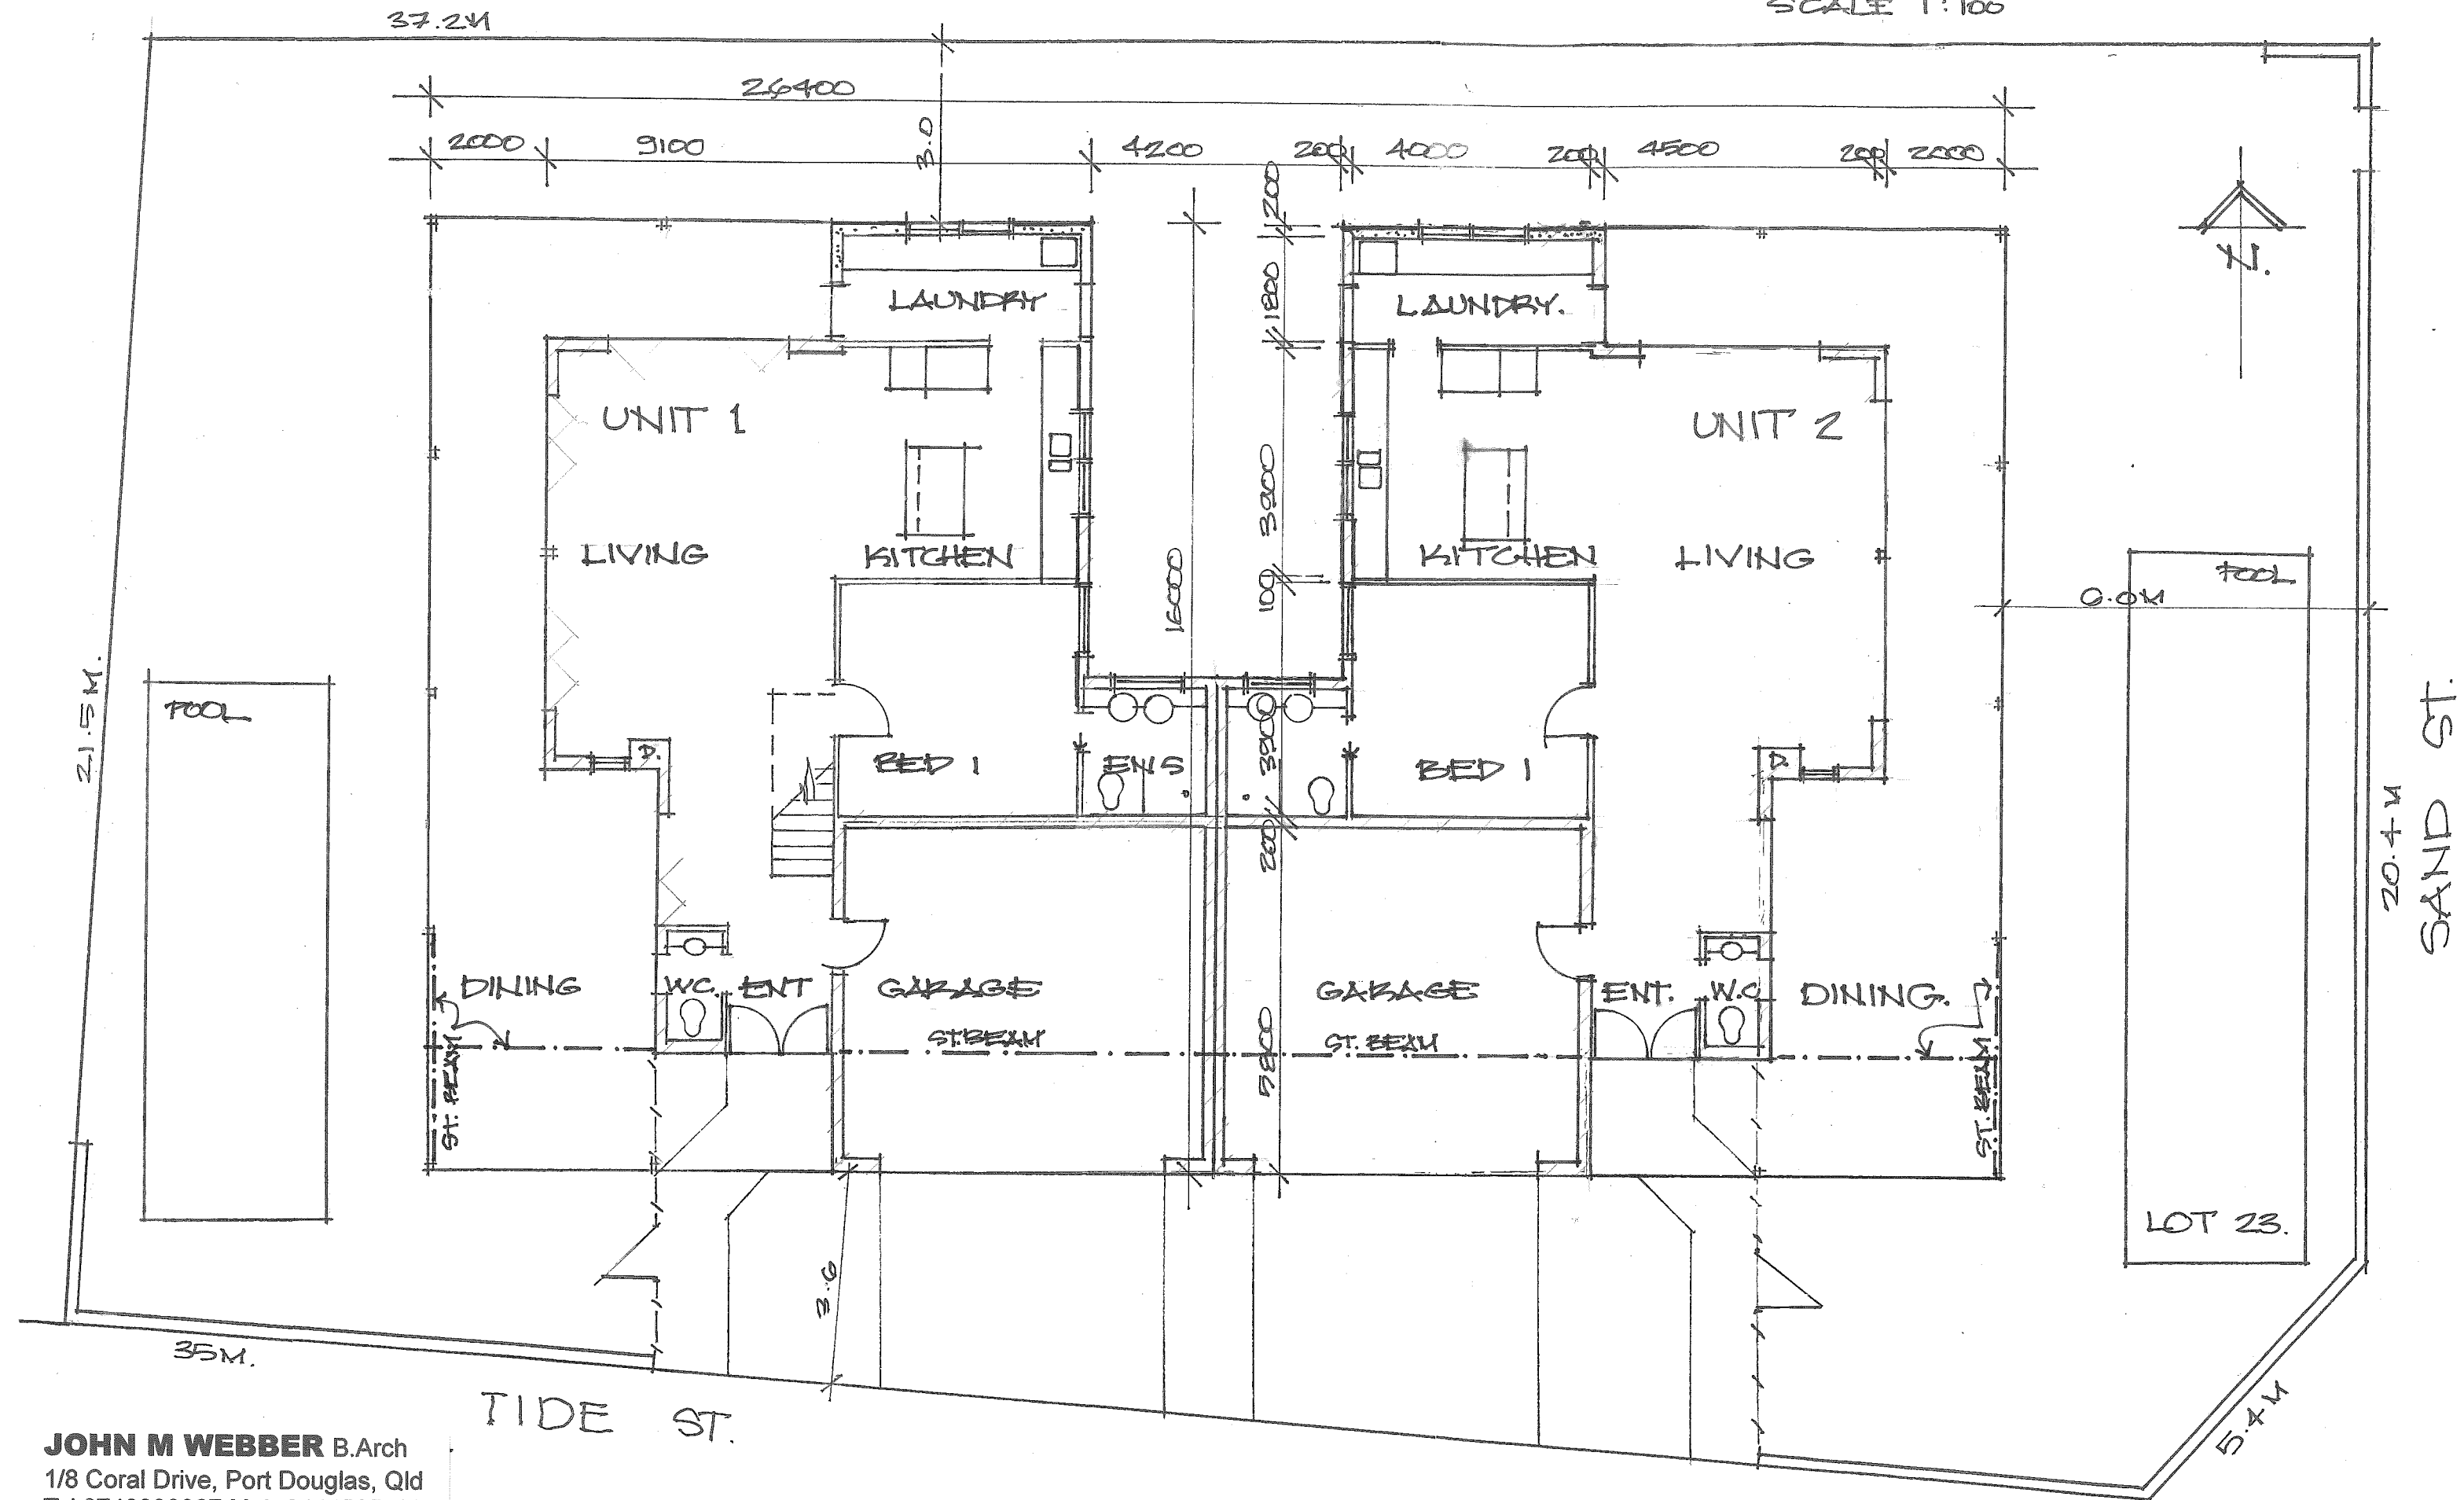 SCALE 1:100
37.2M
26400
2000 9100 3.0 4200 200 4000 200 4500 200 2000
200
N.
LAUNDRY
LAUNDRY.
1800
UNIT 1
UNIT 2
3900
LIVING
KITCHEN
KITCHEN
LIVING
POOL
16000
100
6.0M
21.5M.
POOL
D.
BED 1
ENS
3900
BED 1
D.
200
20.4M
SAND ST.
DINING
W.C.
ENT
GARAGE
GARAGE
ENT.
W.C
DINING.
ST. BEAM
ST.BEAM
5800
ST. BEAM
ST. BEAM
LOT 23.
3.6
35M.
TIDE ST.
5.4M
JOHN M WEBBER B.Arch
1/8 Coral Drive, Port Douglas, Qld